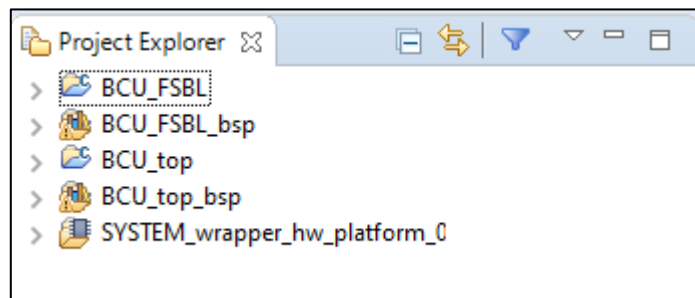 Project Explorer
BCU_FSBL
BCU_FSBL_bsp
BCU_top
BCU_top_bsp
SYSTEM_wrapper_hw_platform_0